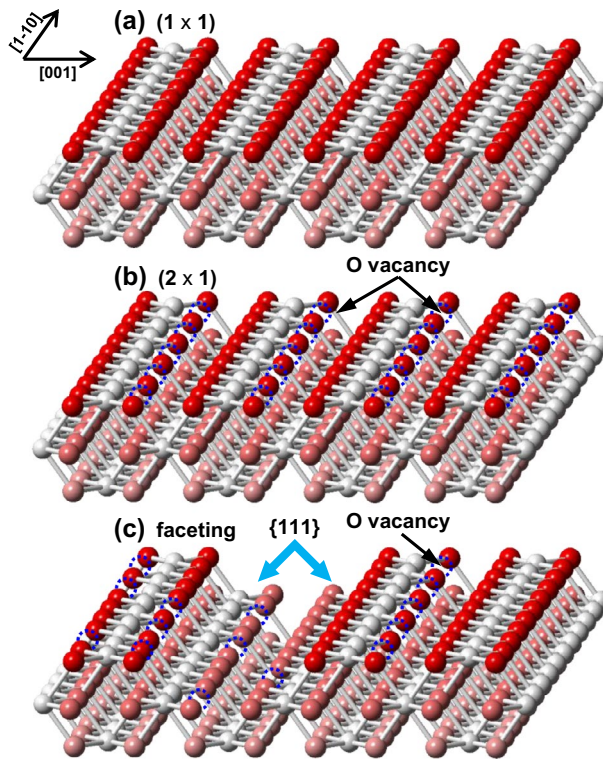 (a) (1 x 1)
[1-10]
[001]
(b) (2 x 1)
O vacancy
(c) faceting
{111}
O vacancy